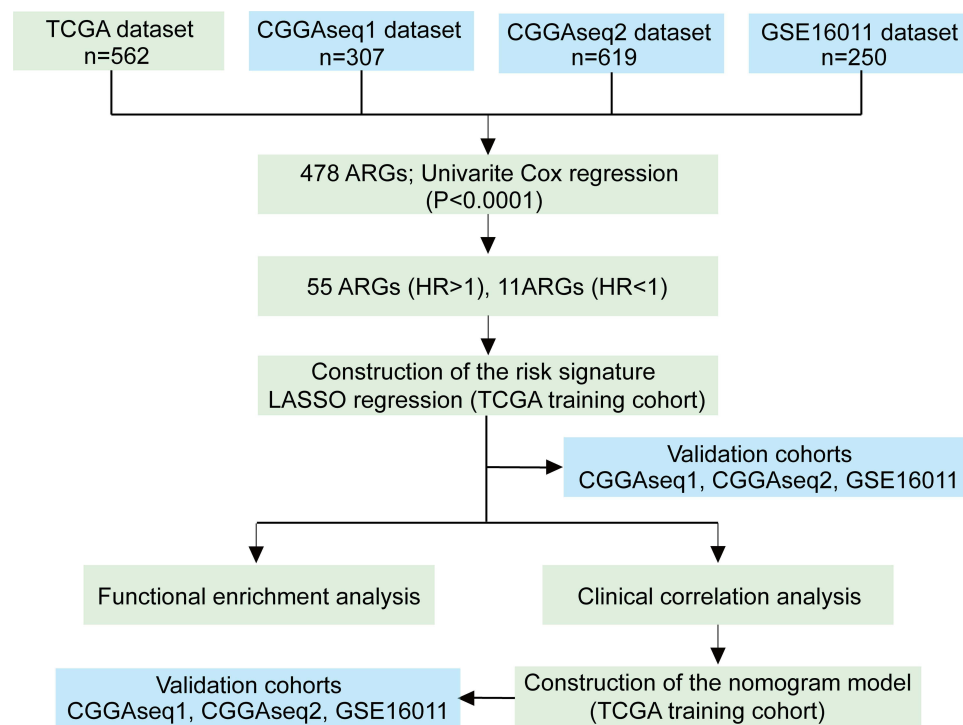 TCGA dataset
n=562
CGGAseq1 dataset
n=307
CGGAseq2 dataset
n=619
GSE16011 dataset
n=250
478 ARGs; Univarite Cox regression
(P<0.0001)
55 ARGs (HR>1), 11ARGs (HR<1)
Construction of the risk signature
LASSO regression (TCGA training cohort)
Validation cohorts
CGGAseq1, CGGAseq2, GSE16011
Functional enrichment analysis
Clinical correlation analysis
Construction of the nomogram model
(TCGA training cohort)
Validation cohorts
CGGAseq1, CGGAseq2, GSE16011